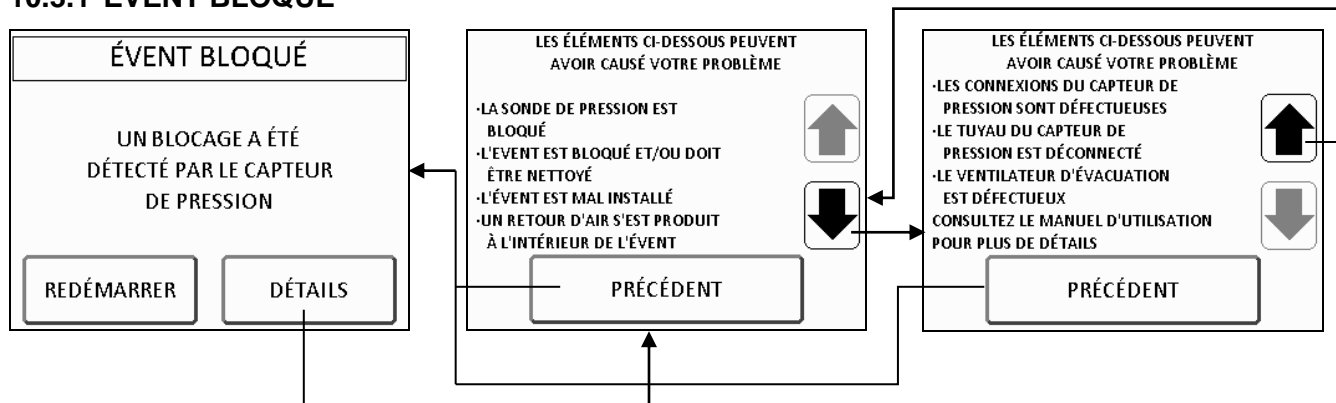 10.3.1 ÉVENT BLOQUÉ
ÉVENT BLOQUÉ
UN BLOCAGE A ÉTÉ
DÉTECTÉ PAR LE CAPTEUR
DE PRESSION
REDÉMARRER
DÉTAILS
LES ÉLÉMENTS CI-DESSOUS PEUVENT
AVOIR CAUSÉ VOTRE PROBLÈME
·LA SONDE DE PRESSION EST
BLOQUÉ
·L'EVENT EST BLOQUÉ ET/OU DOIT
ÊTRE NETTOYÉ
·L'ÉVENT EST MAL INSTALLÉ
·UN RETOUR D'AIR S'EST PRODUIT
À L'INTÉRIEUR DE L'ÉVENT
PRÉCÉDENT
LES ÉLÉMENTS CI-DESSOUS PEUVENT
AVOIR CAUSÉ VOTRE PROBLÈME
·LES CONNEXIONS DU CAPTEUR DE
PRESSION SONT DÉFECTUEUSES
·LE TUYAU DU CAPTEUR DE
PRESSION EST DÉCONNECTÉ
·LE VENTILATEUR D'ÉVACUATION
EST DÉFECTUEUX
CONSULTEZ LE MANUEL D'UTILISATION
POUR PLUS DE DÉTAILS
PRÉCÉDENT